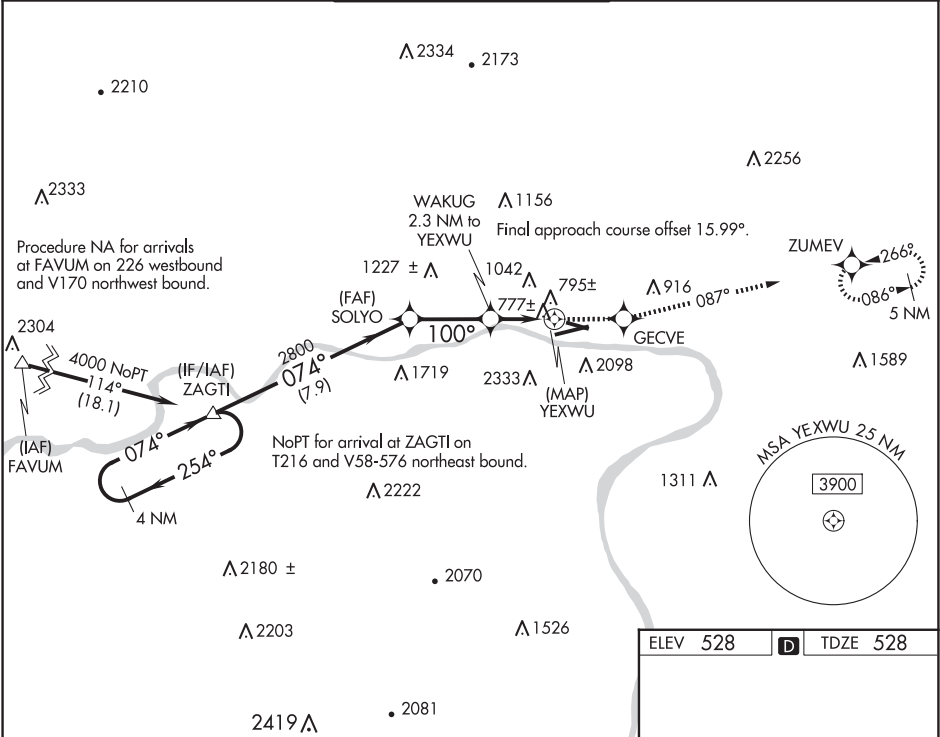 2334
2173
2210
2256
2333
WAKUG
2.3 NM to
YEXWU
1156
Final approach course offset 15.99°.
Procedure NA for arrivals
at FAVUM on 226 westbound
and V170 northwest bound.
ZUMEV
266°
086°
5 NM
1227 ±
1042
795±
777±
916
087°
(FAF)
SOLYO
100°
GECVE
2304
4000 NoPT
114°
(18.1)
(IF/IAF)
ZAGTI
2800
074°
(7.9)
1719
2333
2098
1589
(MAP)
YEXWU
(IAF)
FAVUM
074°
254°
4 NM
NoPT for arrival at ZAGTI on
T216 and V58-576 northeast bound.
MSA YEXWU 25 NM
3900
1311
2222
2180 ±
2070
2203
1526
ELEV 528 D TDZE 528
2081
2419